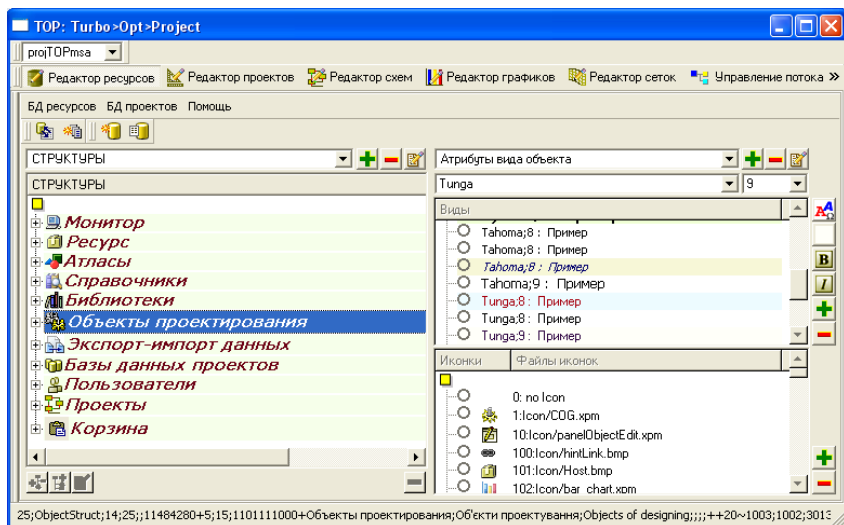 TOP: Turbo>Opt>Project
projTOPmsa
Редактор ресурсов Редактор проектов Редактор схем Редактор графиков Редактор сеток Управление потока »
БД ресурсов БД проектов Помощь
СТРУКТУРЫ
Атрибуты вида объекта
СТРУКТУРЫ
Tunga 9
Виды
Монитор
Ресурс
Атласы
Справочники
Библиотеки
Объекты проектирования
Экспорт-импорт данных
Базы данных проектов
Пользователи
Проекты
Корзина
Tahoma;8 : Пример
Tahoma;8 : Пример
Tahoma;8 : Пример
Tahoma;9 : Пример
Tunga;8 : Пример
Tunga;8 : Пример
Tunga;9 : Пример
B
I
Иконки Файлы иконок
0: no Icon
1:Icon/COG.xpm
10:Icon/panelObjectEdit.xpm
100:Icon/hintLink.bmp
101:Icon/Host.bmp
102:Icon/bar_chart.xpm
25;ObjectStruct;14;25;;11484280+5;15;1101111000+Объекты проектирования;Об'єкти проектування;Objects of designing;;;;++20~1003;1002;3013